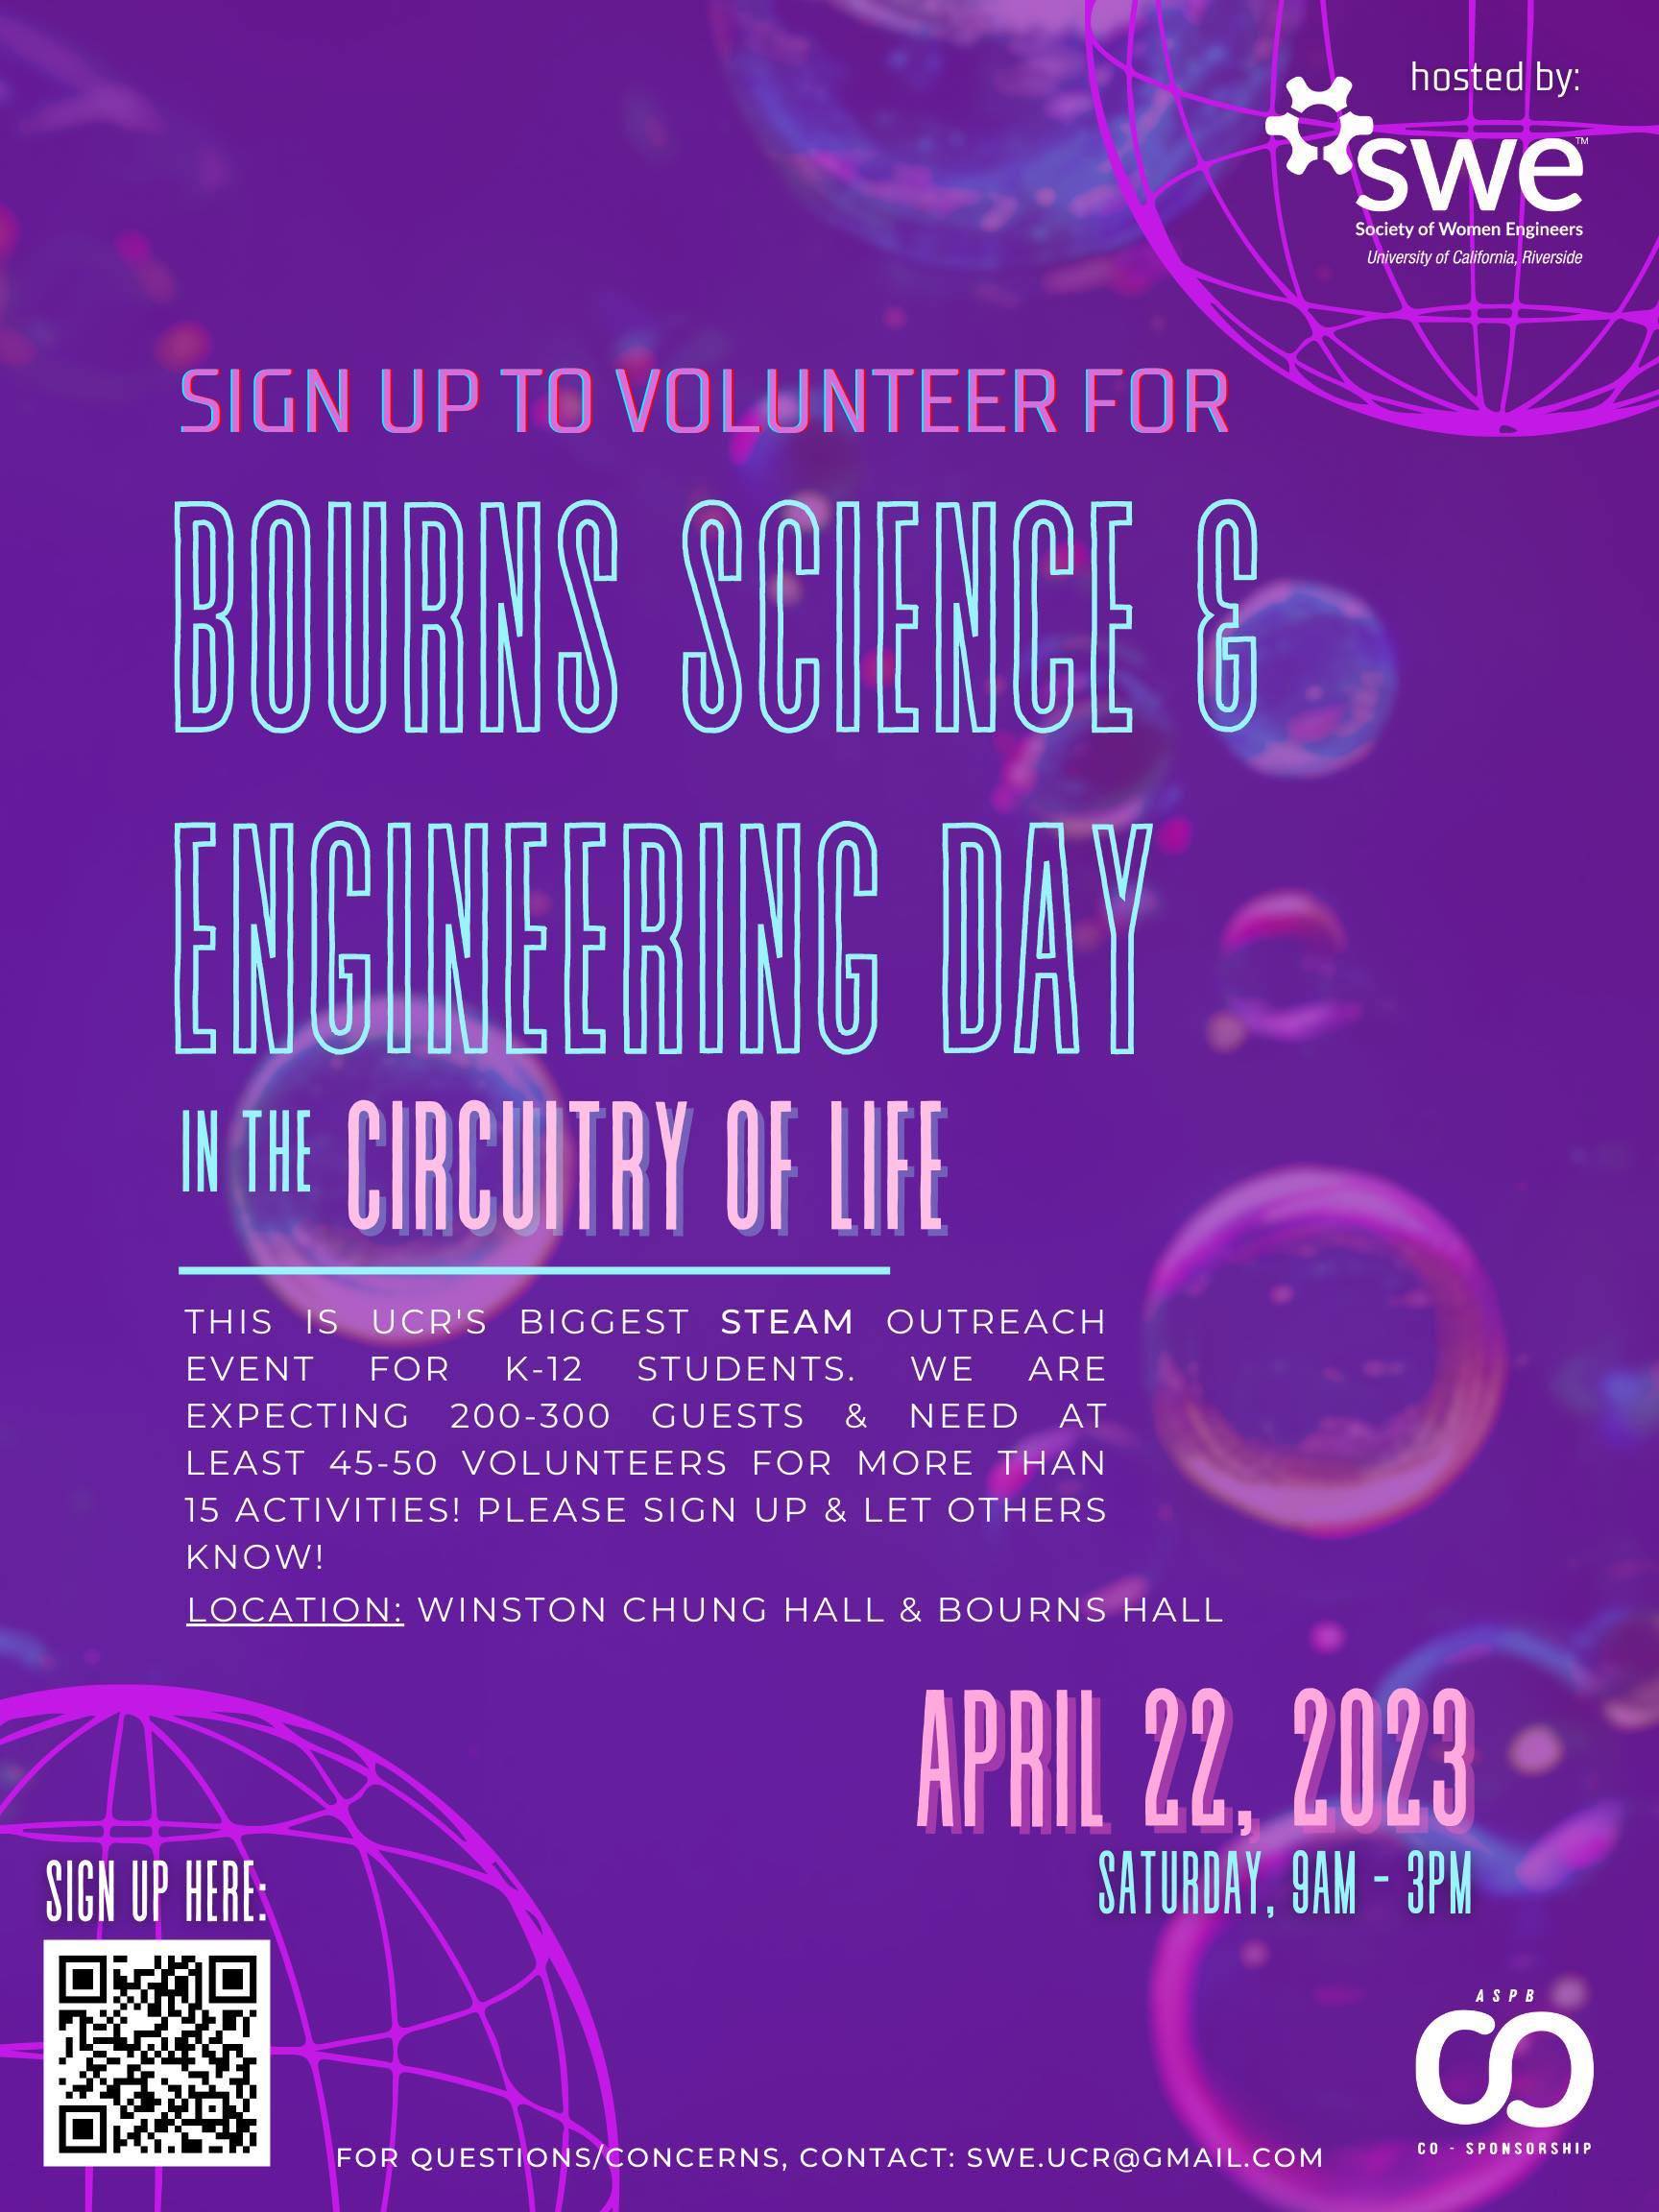 hosted by:
swe™
Society of Women Engineers
University of California, Riverside
SIGN UP TO VOLUNTEER FOR
BOURNS SCIENCE &
ENGINEERING DAY
IN THE CIRCUITRY OF LIFE
THIS IS UCR'S BIGGEST STEAM OUTREACH
EVENT FOR K-12 STUDENTS. WE ARE
EXPECTING 200-300 GUESTS & NEED AT
LEAST 45-50 VOLUNTEERS FOR MORE THAN
15 ACTIVITIES! PLEASE SIGN UP & LET OTHERS
KNOW!
LOCATION: WINSTON CHUNG HALL & BOURNS HALL
APRIL 22, 2023
SATURDAY, 9AM - 3PM
SIGN UP HERE:
ASPB
CO
CO - SPONSORSHIP
FOR QUESTIONS/CONCERNS, CONTACT: SWE.UCR@GMAIL.COM